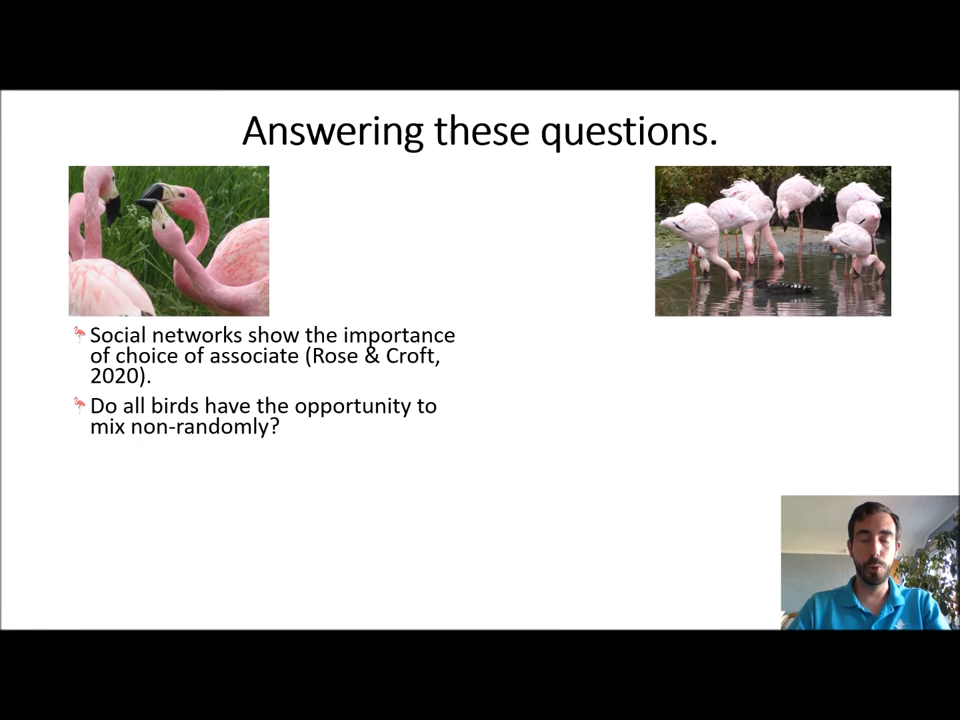 Answering these questions.
Social networks show the importance
of choice of associate (Rose & Croft,
2020).
Do all birds have the opportunity to
mix non-randomly?